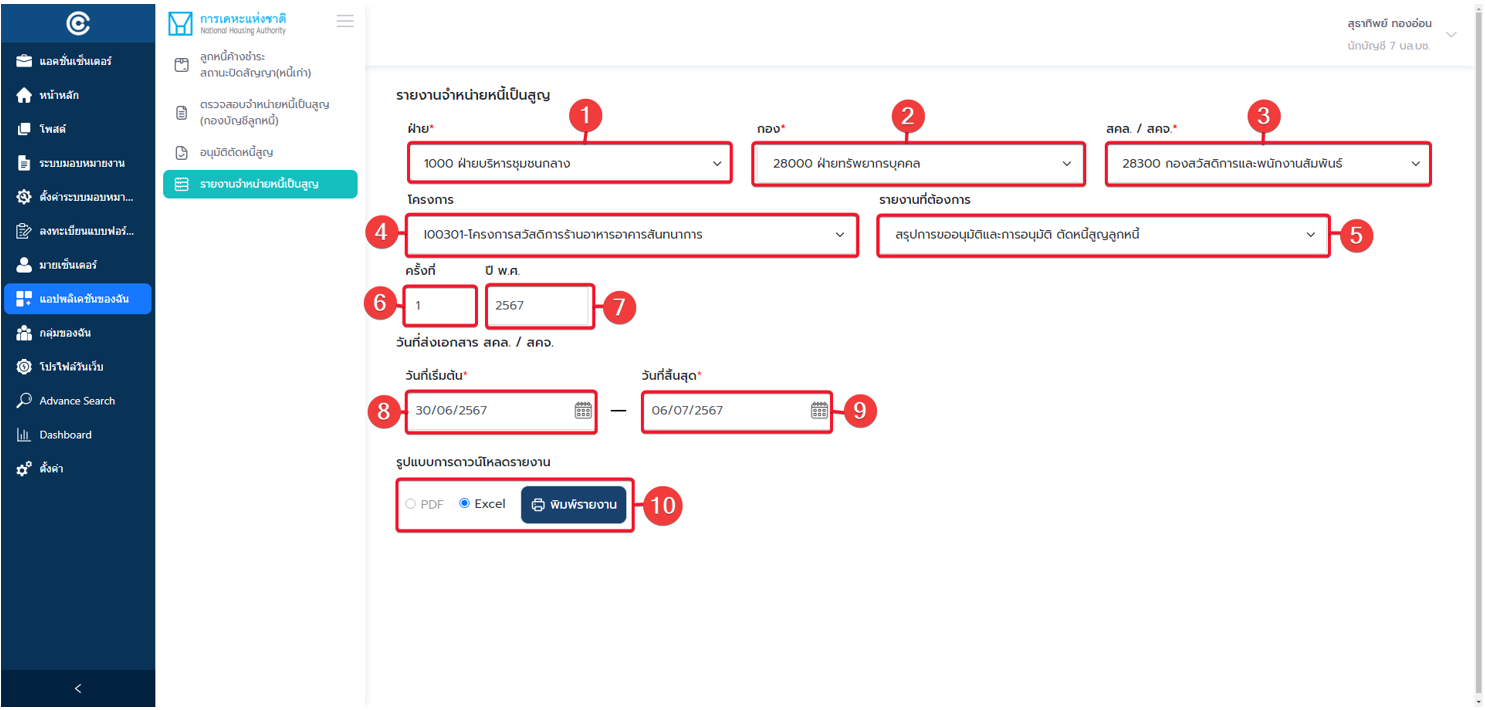 แอคชั่นเซ็นเตอร์
หน้าหลัก
โพสต์
ระบบมอบหมายงาน
ตั้งค่าระบบมอบหมา...
ลงทะเบียนแบบฟอร์...
มายเซ็นเตอร์
แอปพลิเคชันของฉัน
กลุ่มของฉัน
โปรไฟล์วันเว็บ
Advance Search
Dashboard
ตั้งค่า
การเคหะแห่งชาติ
National Housing Authority
ลูกหนี้ค้างชำระ
สถานะปิดสัญญา(หนี้เก่า)
ตรวจสอบจำหน่ายหนี้เป็นสูญ
(กองบัญชีลูกหนี้)
อนุมัติตัดหนี้สูญ
รายงานจำหน่ายหนี้เป็นสูญ
สุธาทิพย์ ทองอ่อน
นักบัญชี 7 บล.บช.
รายงานจำหน่ายหนี้เป็นสูญ
1 2 3
ฝ่าย* กอง* สคล. / สคจ.*
1000 ฝ่ายบริหารชุมชนกลาง 28000 ฝ่ายทรัพยากรบุคคล 28300 กองสวัสดิการและพนักงานสัมพันธ์
โครงการ รายงานที่ต้องการ
4 I00301-โครงการสวัสดิการร้านอาหารอาคารสันทนาการ สรุปการขออนุมัติและการอนุมัติ ตัดหนี้สูญลูกหนี้ 5
ครั้งที่ ปี พ.ศ.
6 1 2567 7
วันที่ส่งเอกสาร สคล. / สคจ.
วันที่เริ่มต้น* วันที่สิ้นสุด*
8 30/06/2567 — 06/07/2567 9
รูปแบบการดาวน์โหลดรายงาน
PDF Excel พิมพ์รายงาน 10